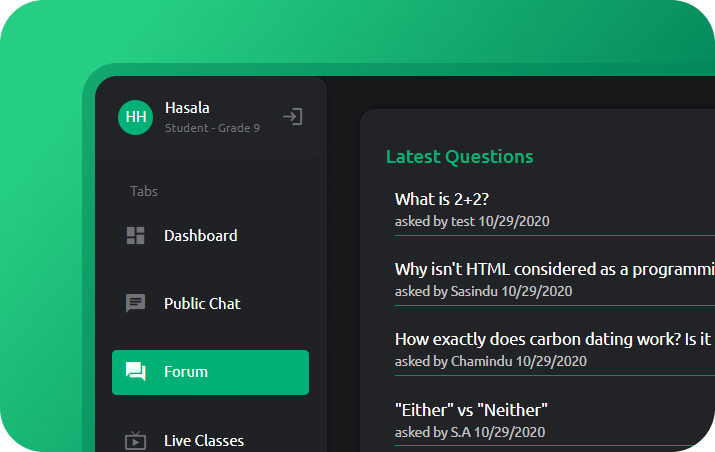 HH
Hasala
Student - Grade 9
Tabs
Dashboard
Public Chat
Forum
Live Classes
Latest Questions
What is 2+2?
asked by test 10/29/2020
Why isn't HTML considered as a programmi
asked by Sasindu 10/29/2020
How exactly does carbon dating work? Is it
asked by Chamindu 10/29/2020
"Either" vs "Neither"
asked by S.A 10/29/2020